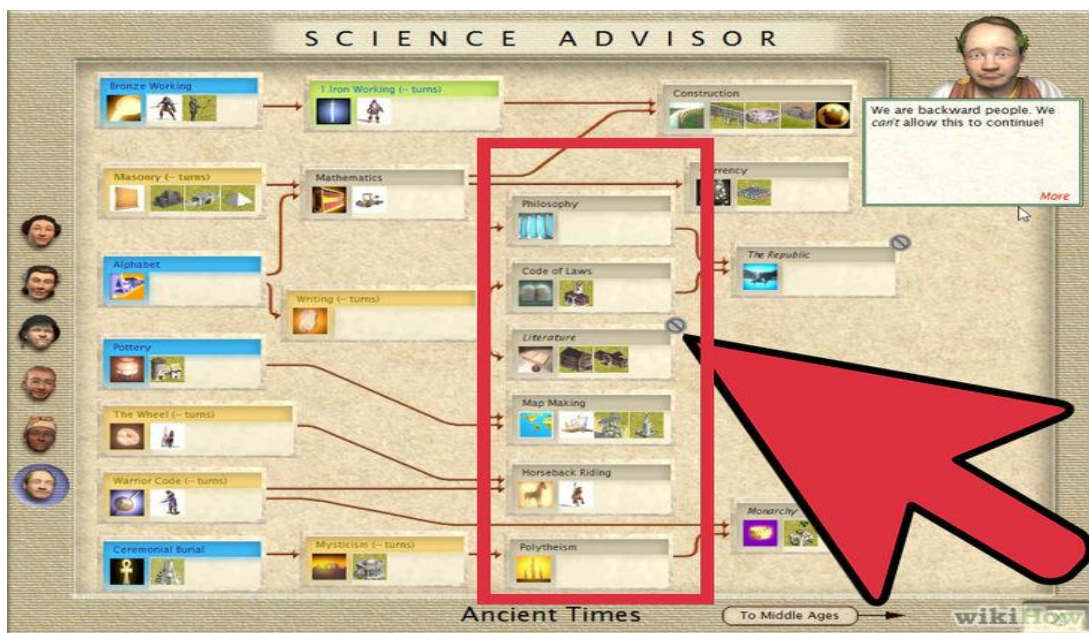 SCIENCE ADVISOR
Bronze Working
1.Iron Working (-- turns)
Construction
We are backward people. We
can't allow this to continue!
More
Masonry (-- turns)
Mathematics
rrency
Philosophy
Alphabet
Code of Laws
The Republic
Writing (-- turns)
Literature
Pottery
Map Making
The Wheel (-- turns)
Horseback Riding
Warrior Code (-- turns)
Monarchy
Ceremonial Burial
Mysticism (-- turns)
Polytheism
Ancient Times
To Middle Ages
wikiHow